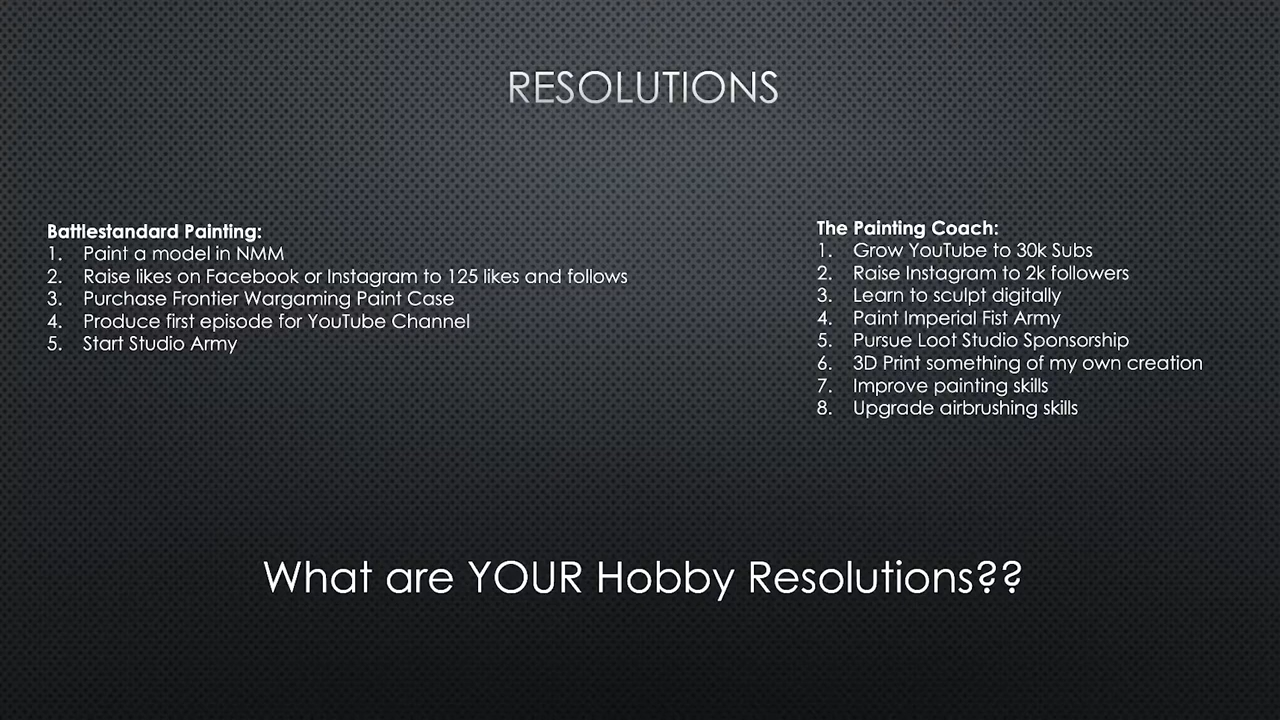 RESOLUTIONS
Battlestandard Painting:
1. Paint a model in NMM
2. Raise likes on Facebook or Instagram to 125 likes and follows
3. Purchase Frontier Wargaming Paint Case
4. Produce first episode for YouTube Channel
5. Start Studio Army
The Painting Coach:
1. Grow YouTube to 30k Subs
2. Raise Instagram to 2k followers
3. Learn to sculpt digitally
4. Paint Imperial Fist Army
5. Pursue Loot Studio Sponsorship
6. 3D Print something of my own creation
7. Improve painting skills
8. Upgrade airbrushing skills
What are YOUR Hobby Resolutions??